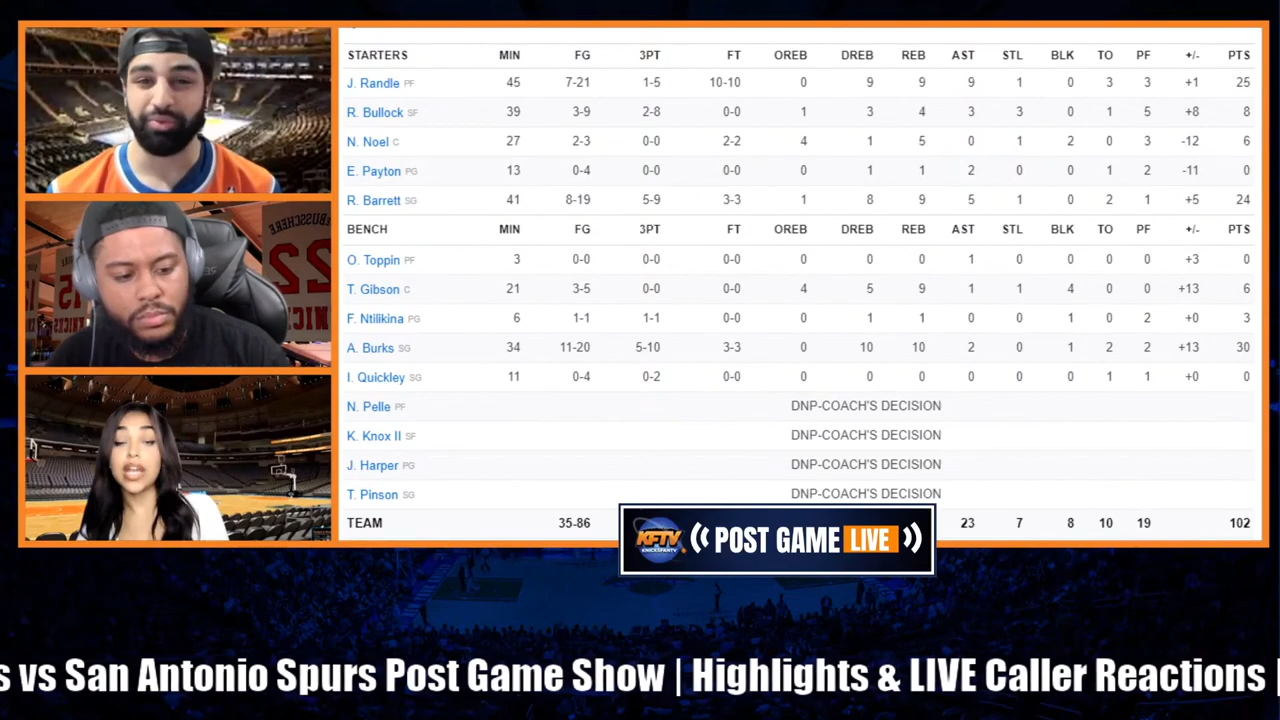 STARTERS MIN FG 3PT FT OREB DREB REB AST STL BLK TO PF +/- PTS
J. Randle PF 45 7-21 1-5 10-10 0 9 9 9 1 0 3 3 +1 25
R. Bullock SF 39 3-9 2-8 0-0 1 3 4 3 3 0 1 5 +8 8
N. Noel C 27 2-3 0-0 2-2 4 1 5 0 1 2 0 3 -12 6
E. Payton PG 13 0-4 0-0 0-0 0 1 1 2 0 0 1 2 -11 0
R. Barrett SG 41 8-19 5-9 3-3 1 8 9 5 1 0 2 1 +5 24
BENCH MIN FG 3PT FT OREB DREB REB AST STL BLK TO PF +/- PTS
O. Toppin PF 3 0-0 0-0 0-0 0 0 0 1 0 0 0 0 +3 0
T. Gibson C 21 3-5 0-0 0-0 4 5 9 1 1 4 0 0 +13 6
F. Ntilikina PG 6 1-1 1-1 0-0 0 1 1 0 0 1 0 2 +0 3
A. Burks SG 34 11-20 5-10 3-3 0 10 10 2 0 1 2 2 +13 30
I. Quickley SG 11 0-4 0-2 0-0 0 0 0 0 0 0 1 1 +0 0
N. Pelle PF DNP-COACH'S DECISION
K. Knox II SF DNP-COACH'S DECISION
J. Harper PG DNP-COACH'S DECISION
T. Pinson SG DNP-COACH'S DECISION
TEAM 35-86 23 7 8 10 19 102
BUSSCHERE
22
15
KNICKS
KFTV
KNICKSFANTV
POST GAME LIVE
s vs San Antonio Spurs Post Game Show | Highlights & LIVE Caller Reactions |